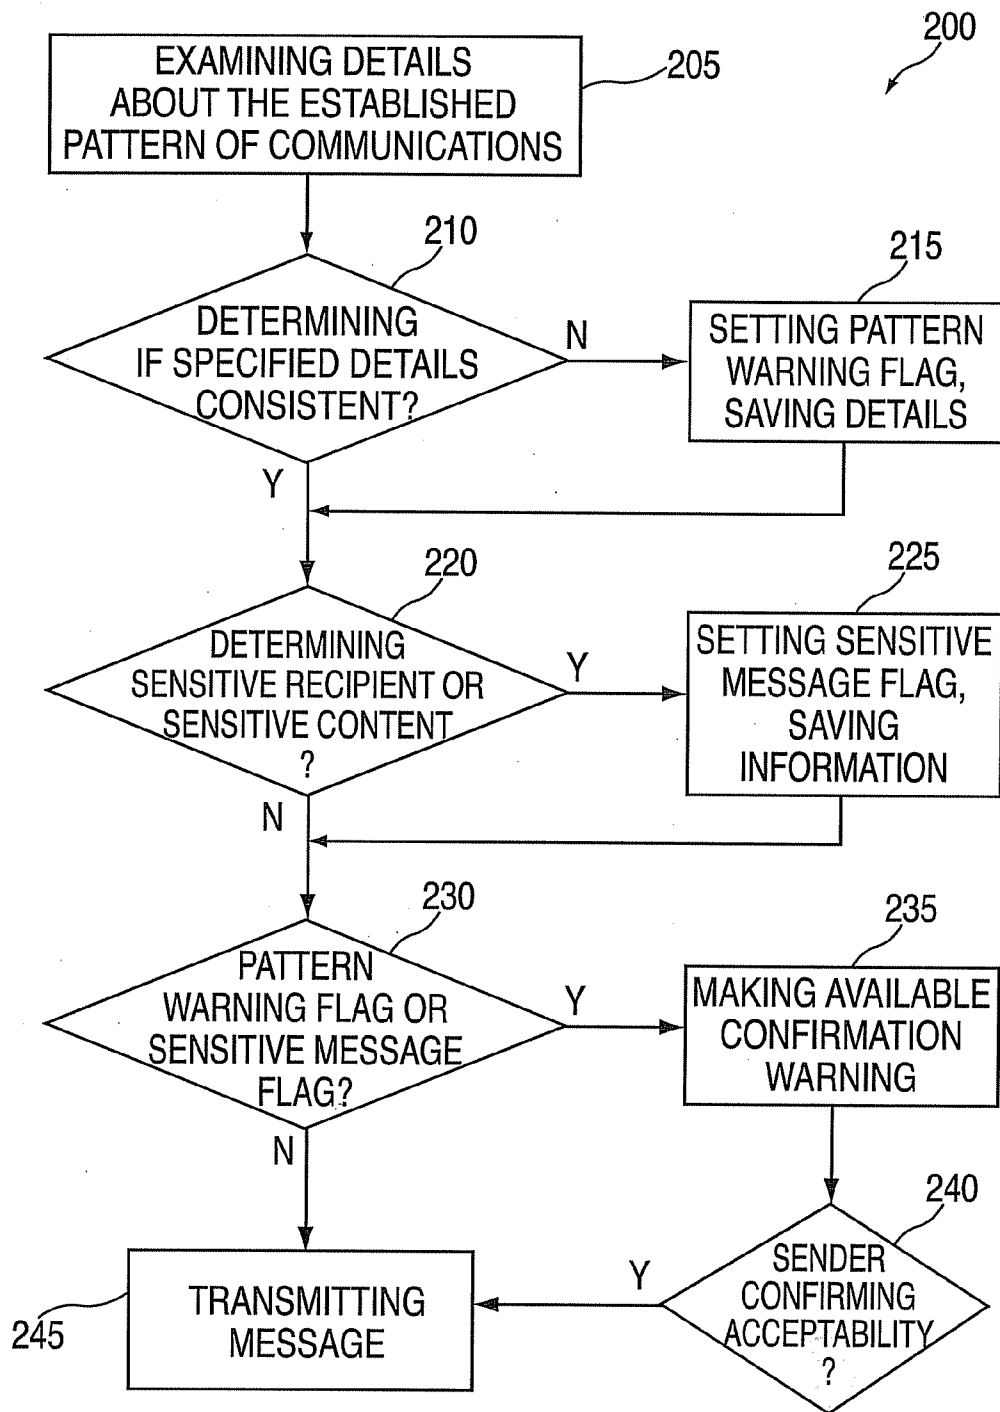 200
EXAMINING DETAILS
ABOUT THE ESTABLISHED
PATTERN OF COMMUNICATIONS
205
210
DETERMINING
IF SPECIFIED DETAILS
CONSISTENT?
N
Y
215
SETTING PATTERN
WARNING FLAG,
SAVING DETAILS
220
DETERMINING
SENSITIVE RECIPIENT OR
SENSITIVE CONTENT
?
Y
N
225
SETTING SENSITIVE
MESSAGE FLAG,
SAVING
INFORMATION
230
PATTERN
WARNING FLAG OR
SENSITIVE MESSAGE
FLAG?
Y
N
235
MAKING AVAILABLE
CONFIRMATION
WARNING
240
SENDER
CONFIRMING
ACCEPTABILITY
?
Y
TRANSMITTING
MESSAGE
245